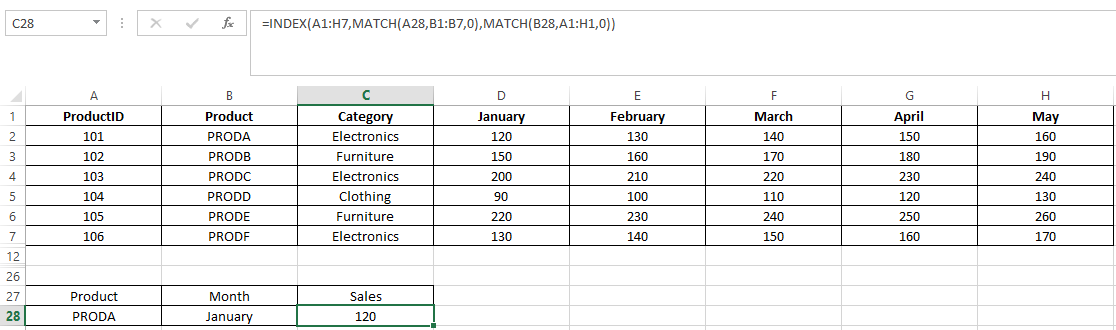 C28 fx =INDEX(A1:H7,MATCH(A28,B1:B7,0),MATCH(B28,A1:H1,0))
A B C D E F G H
1 ProductID Product Category January February March April May
2 101 PRODA Electronics 120 130 140 150 160
3 102 PRODB Furniture 150 160 170 180 190
4 103 PRODC Electronics 200 210 220 230 240
5 104 PRODD Clothing 90 100 110 120 130
6 105 PRODE Furniture 220 230 240 250 260
7 106 PRODF Electronics 130 140 150 160 170
12
26
27 Product Month Sales
28 PRODA January 120